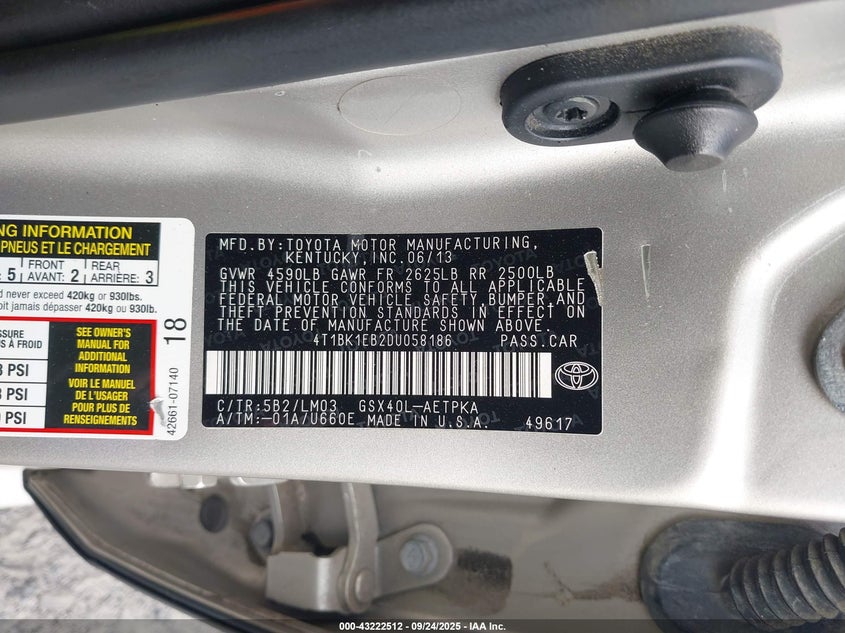 NG INFORMATION
PNEUS ET LE CHARGEMENT
: 5 FRONT AVANT: 2 REAR ARRIÈRE: 3
d never exceed 420kg or 930lbs.
oit jamais dépasser 420 kg ou 930lb.
ESSURE
S À FROID
PSI
PSI
PSI
SEE OWNER'S
MANUAL FOR
ADDITIONAL
INFORMATION
VOIR LE MANUEL
DE L'USAGER
POUR PLUS DE
RENSEIGNEMENTS
18
42661-07140
MFD.BY:TOYOTA MOTOR MANUFACTURING,
KENTUCKY,INC.06/13
GVWR 4590LB GAWR FR 2625LB RR 2500LB
THIS VEHICLE CONFORMS TO ALL APPLICABLE
FEDERAL MOTOR VEHICLE SAFETY,BUMPER,AND
THEFT PREVENTION STANDARDS IN EFFECT ON
THE DATE OF MANUFACTURE SHOWN ABOVE.
4T1BK1EB2DU058186 PASS.CAR
C/TR:5B2/LM03 GSX40L-AETPKA
A/TM:-01A/U660E MADE IN U.S.A. 49617
000-43222512 - 09/24/2025 - IAA Inc.